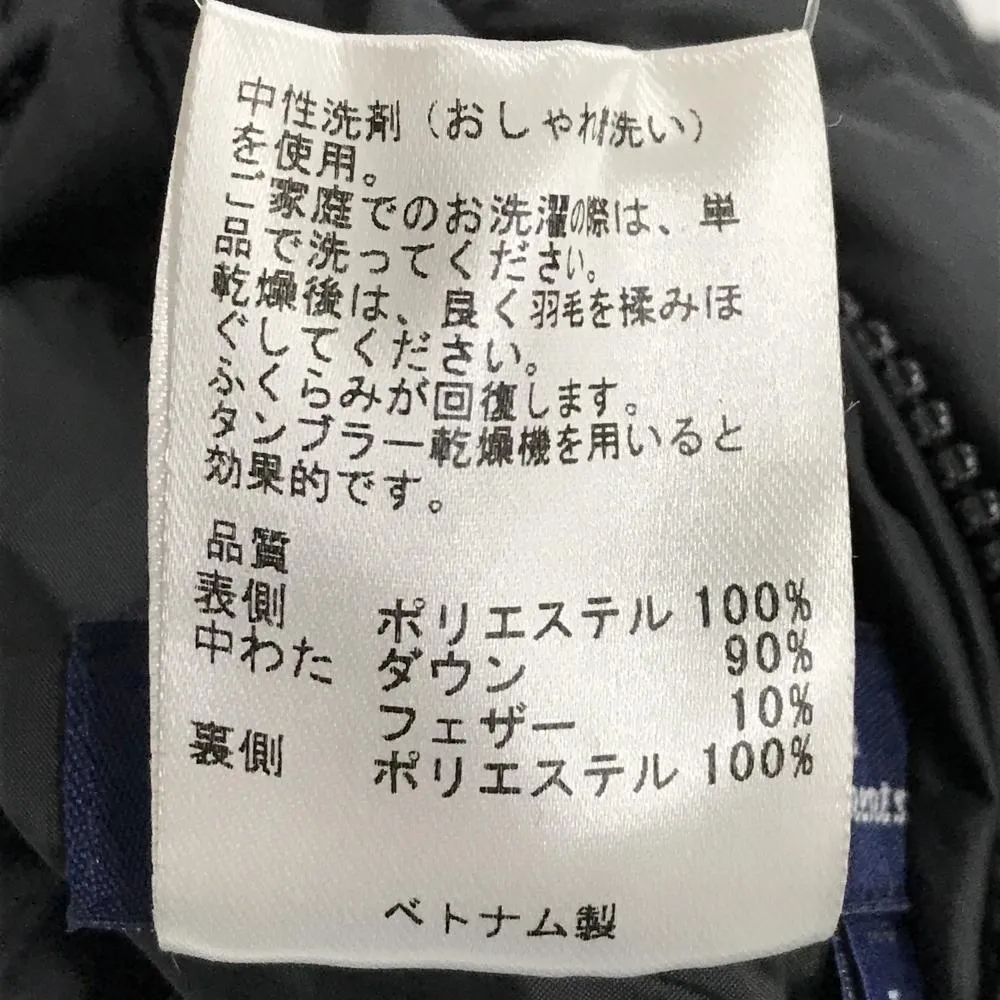 中性洗剤（おしゃれ洗い）
を使用。
ご家庭でのお洗濯の際は、単
品で洗ってください。
乾燥後は、良く羽毛を揉みほ
ぐしてください。
ふくらみが回復します。
タンブラー乾燥機を用いると
効果的です。
品質
表側 ポリエステル 100%
中わた ダウン 90%
フェザー 10%
裏側 ポリエステル 100%
ベトナム製